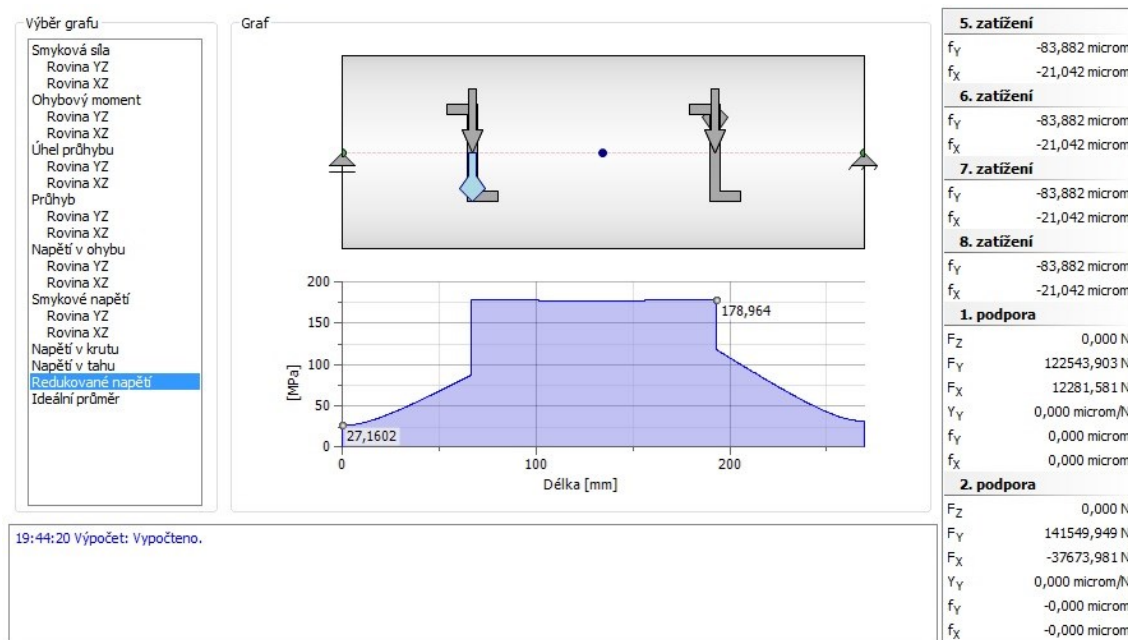 Výběr grafu
Smyková síla
Rovina YZ
Rovina XZ
Ohybový moment
Rovina YZ
Rovina XZ
Úhel průhybu
Rovina YZ
Rovina XZ
Průhyb
Rovina YZ
Rovina XZ
Napětí v ohybu
Rovina YZ
Rovina XZ
Smykové napětí
Rovina YZ
Rovina XZ
Napětí v krutu
Napětí v tahu
Redukované napětí
Ideální průměr
Graf
200
150
100
50
0
[MPa]
178,964
27,1602
0
100
200
Délka [mm]
5. zatížení
fY -83,882 microm
fX -21,042 microm
6. zatížení
fY -83,882 microm
fX -21,042 microm
7. zatížení
fY -83,882 microm
fX -21,042 microm
8. zatížení
fY -83,882 microm
fX -21,042 microm
1. podpora
FZ 0,000 N
FY 122543,903 N
FX 12281,581 N
YY 0,000 microm/N
fY 0,000 microm
fX 0,000 microm
2. podpora
FZ 0,000 N
FY 141549,949 N
FX -37673,981 N
YY 0,000 microm/N
fY -0,000 microm
fX -0,000 microm
19:44:20 Výpočet: Vypočteno.